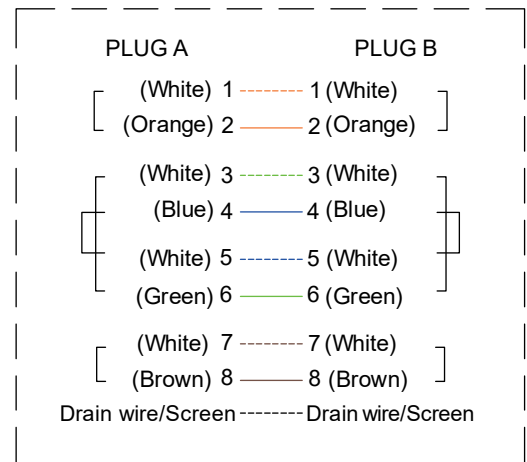 PLUG A PLUG B
(White) 1 1 (White)
(Orange) 2 2 (Orange)
(White) 3 3 (White)
(Blue) 4 4 (Blue)
(White) 5 5 (White)
(Green) 6 6 (Green)
(White) 7 7 (White)
(Brown) 8 8 (Brown)
Drain wire/Screen Drain wire/Screen